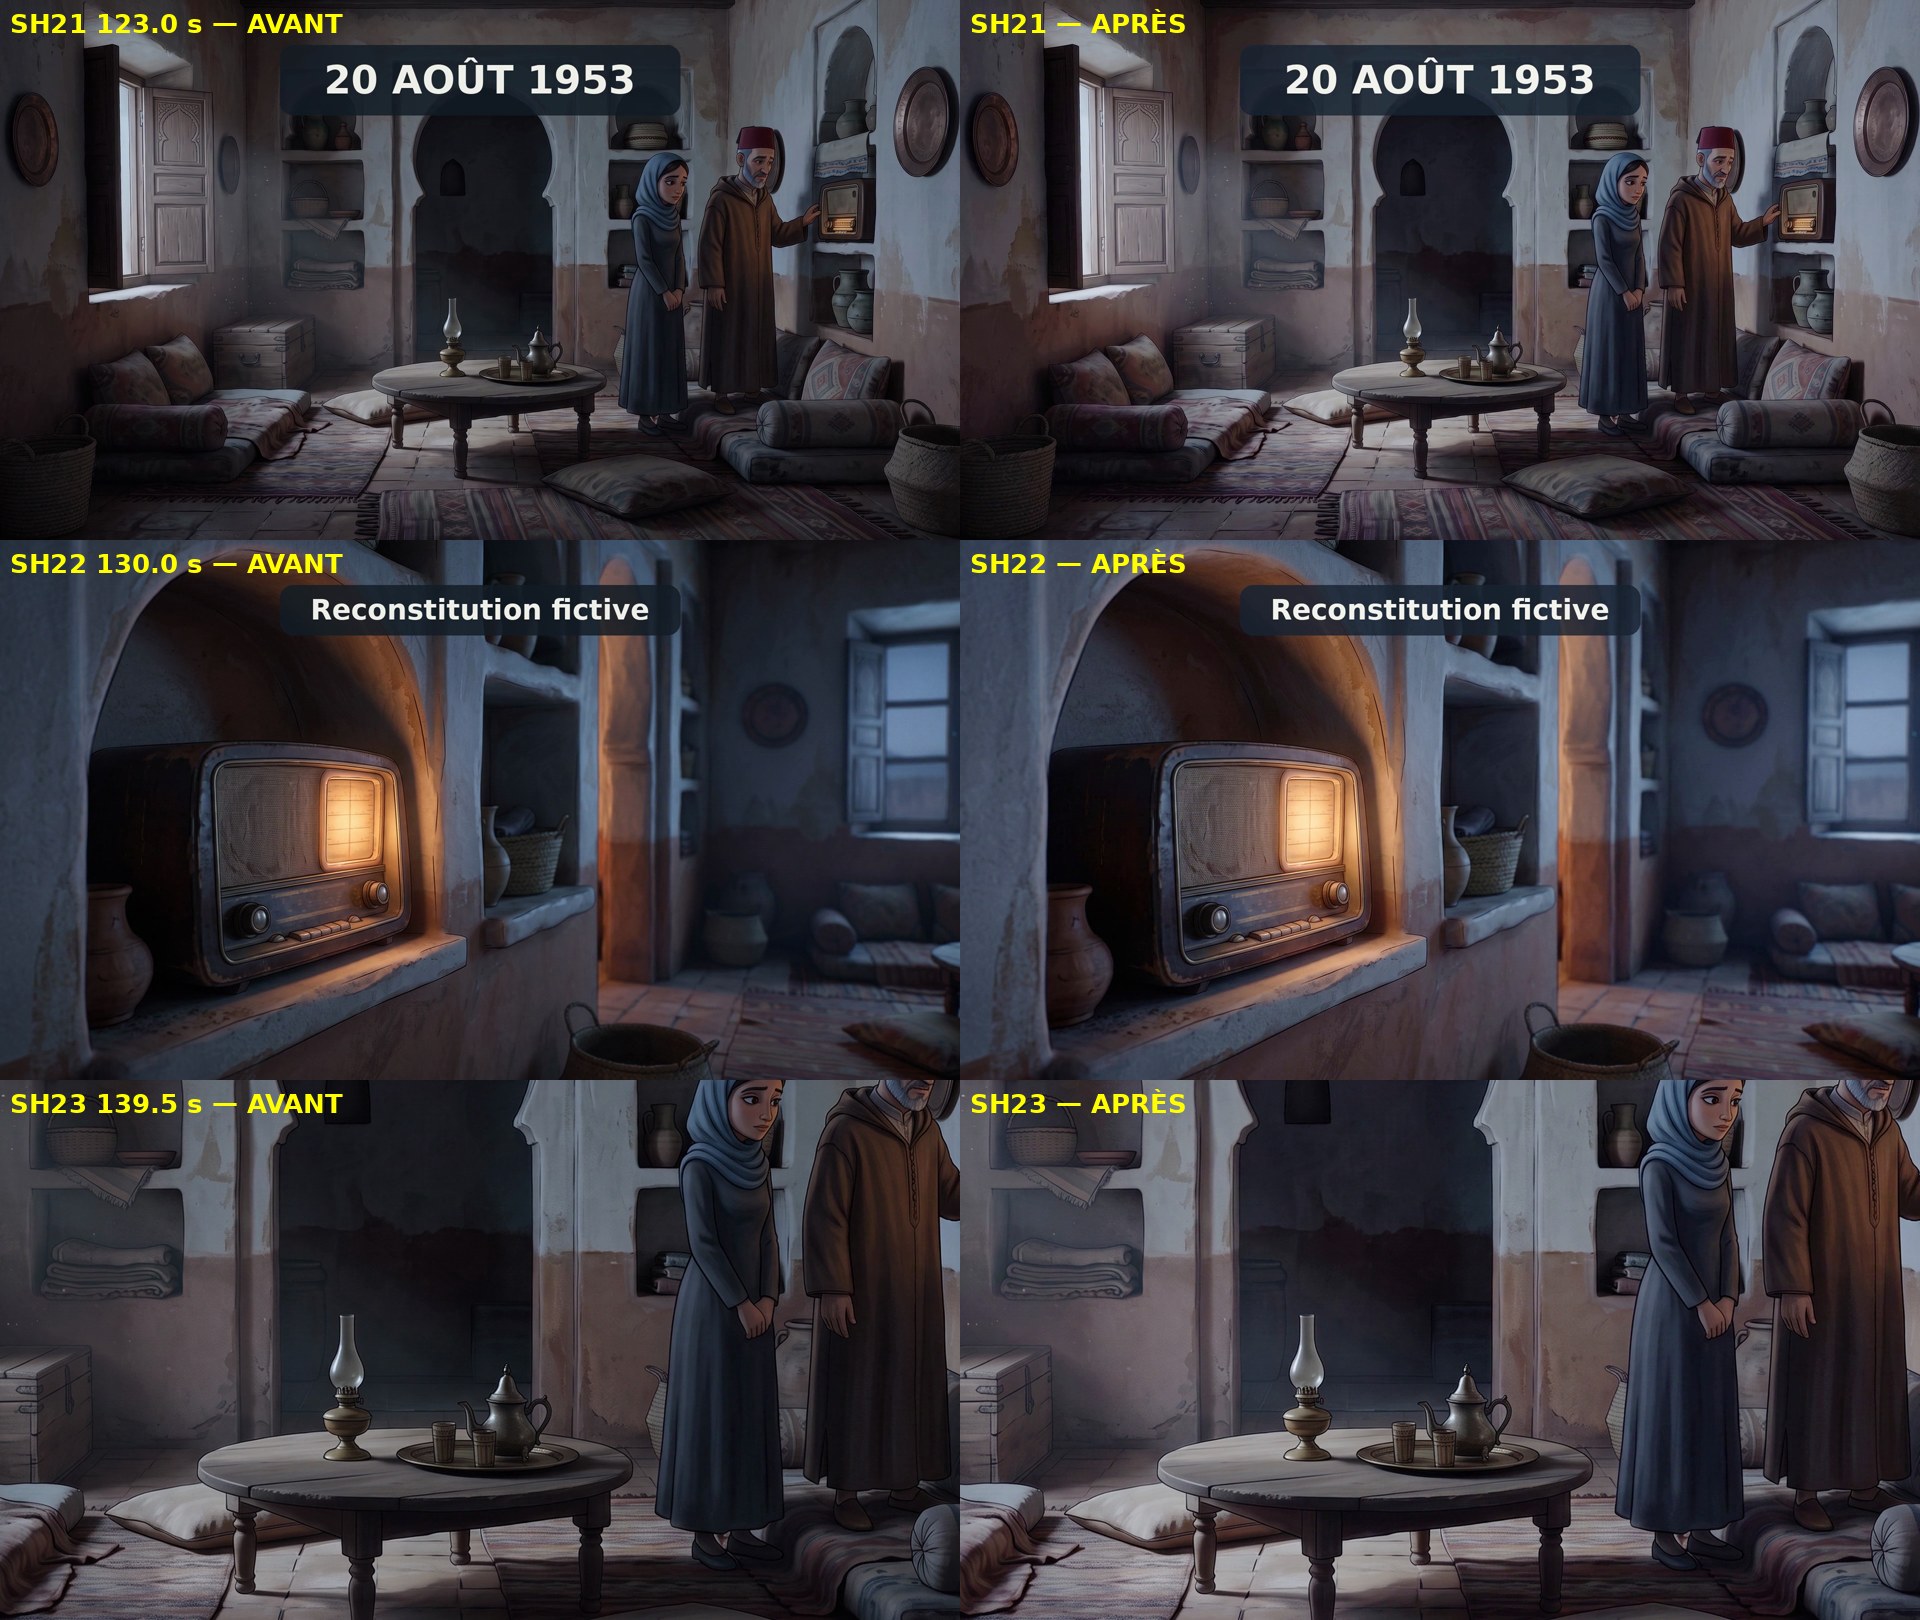 SH21 123.0 s — AVANT
20 AOÛT 1953
SH21 — APRÈS
20 AOÛT 1953
SH22 130.0 s — AVANT
Reconstitution fictive
SH22 — APRÈS
Reconstitution fictive
SH23 139.5 s — AVANT
SH23 — APRÈS